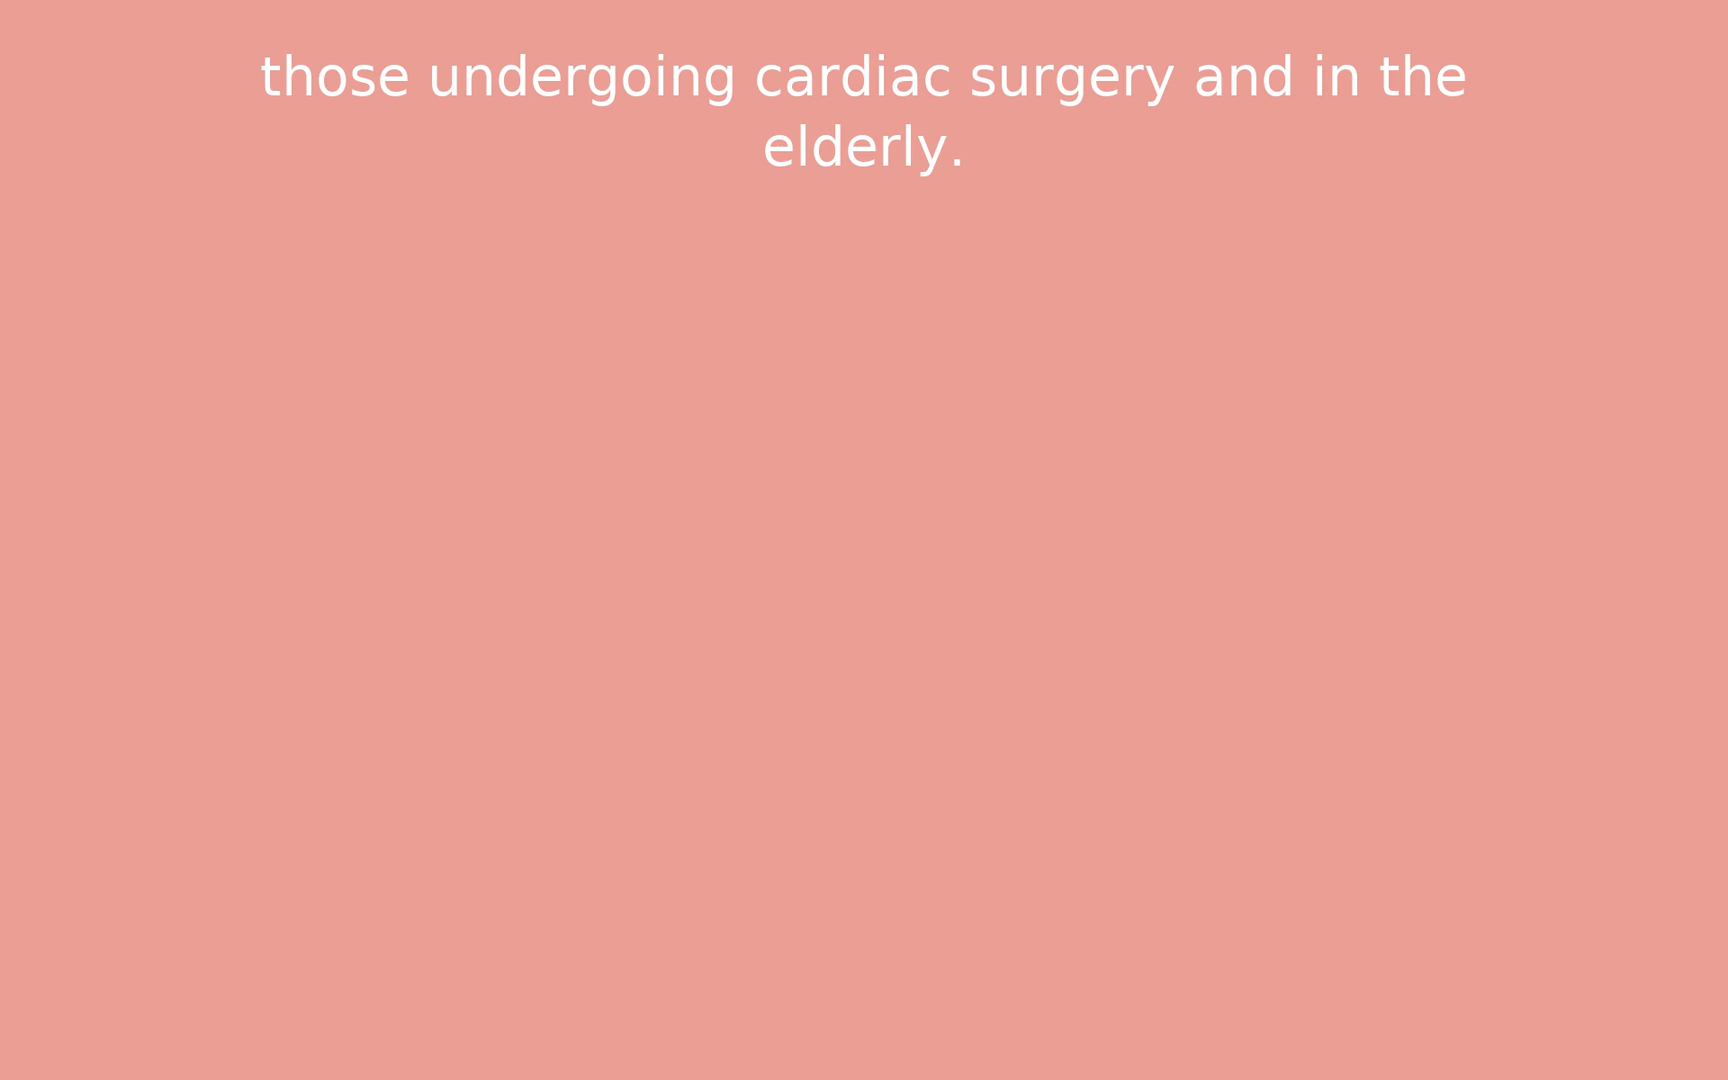 those undergoing cardiac surgery and in the
elderly.